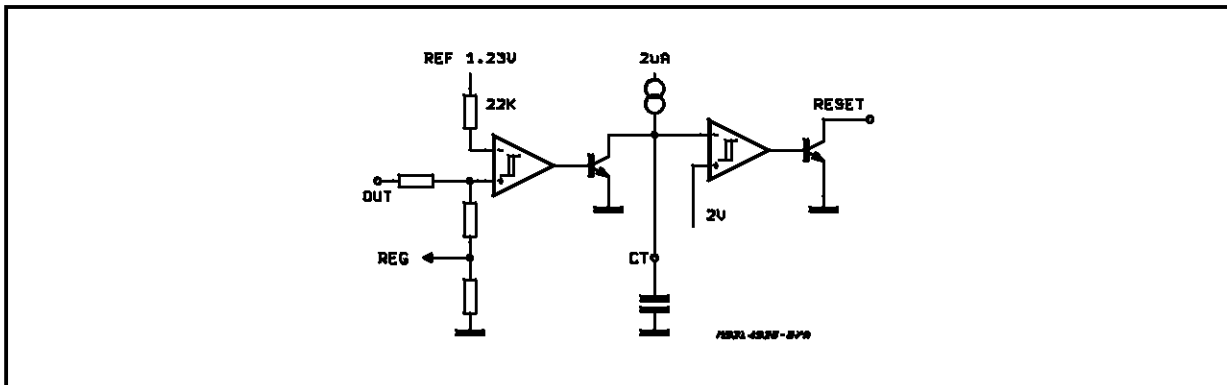 REF 1.23V
2uA
22K
RESET
OUT
2V
REG
CT